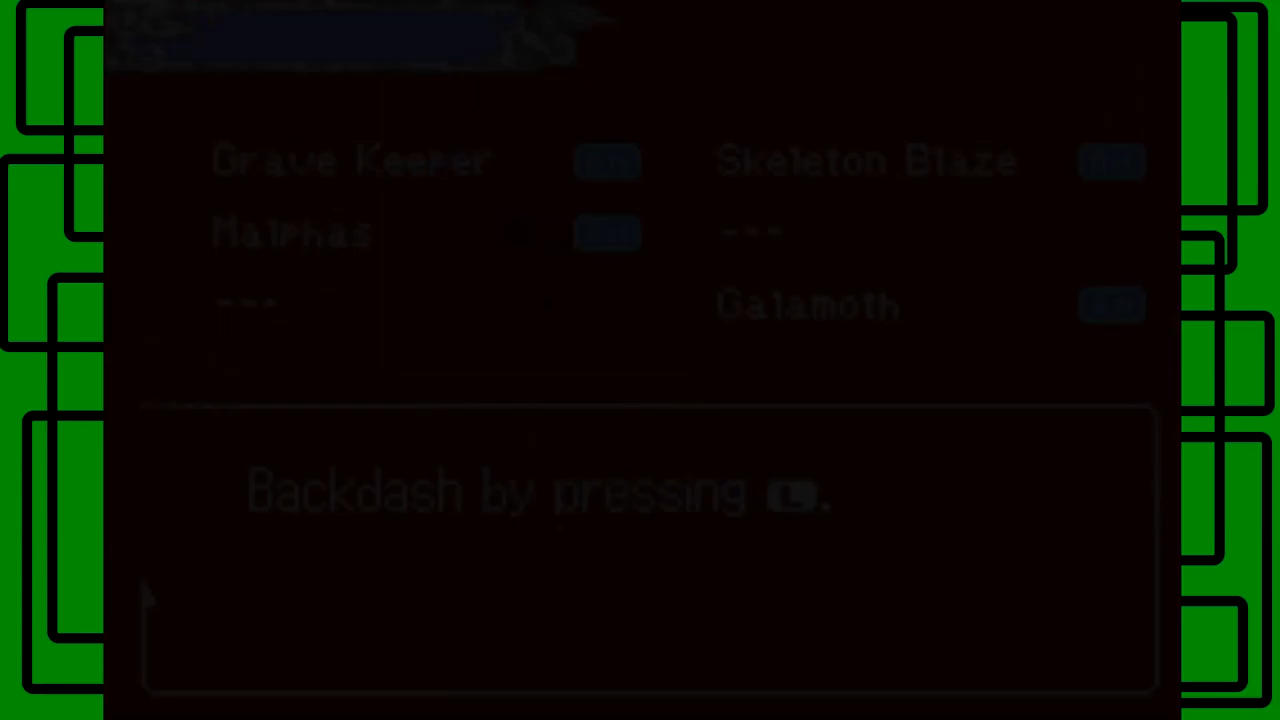 Grave Keeper Skeleton Blaze
Malphas ---
--- Galamoth
Backdash by pressing L.